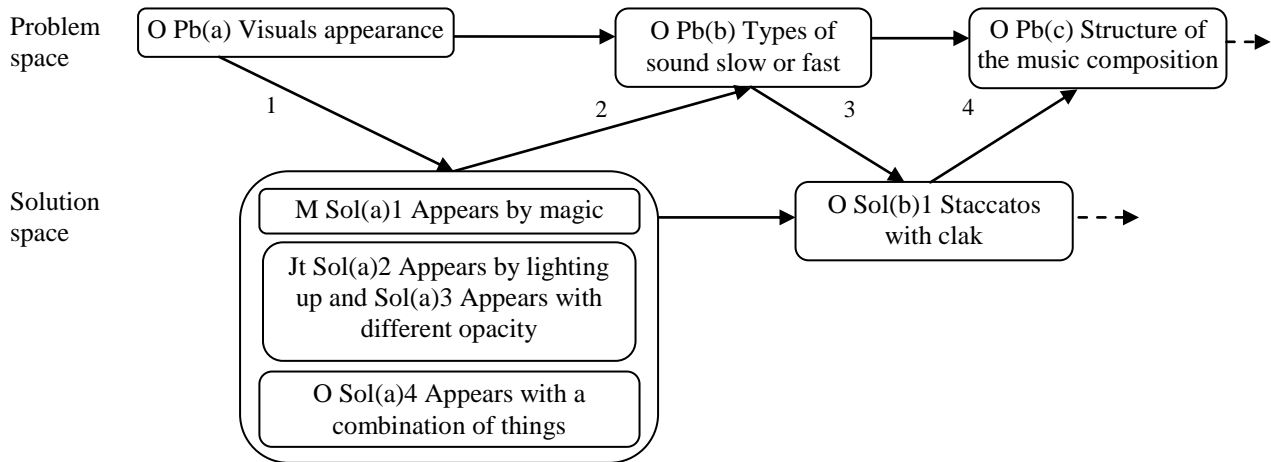 Problem
space
O Pb(a) Visuals appearance
O Pb(b) Types of
sound slow or fast
O Pb(c) Structure of
the music composition
1
2
3
4
Solution
space
M Sol(a)1 Appears by magic
Jt Sol(a)2 Appears by lighting
up and Sol(a)3 Appears with
different opacity
O Sol(a)4 Appears with a
combination of things
O Sol(b)1 Staccatos
with clak